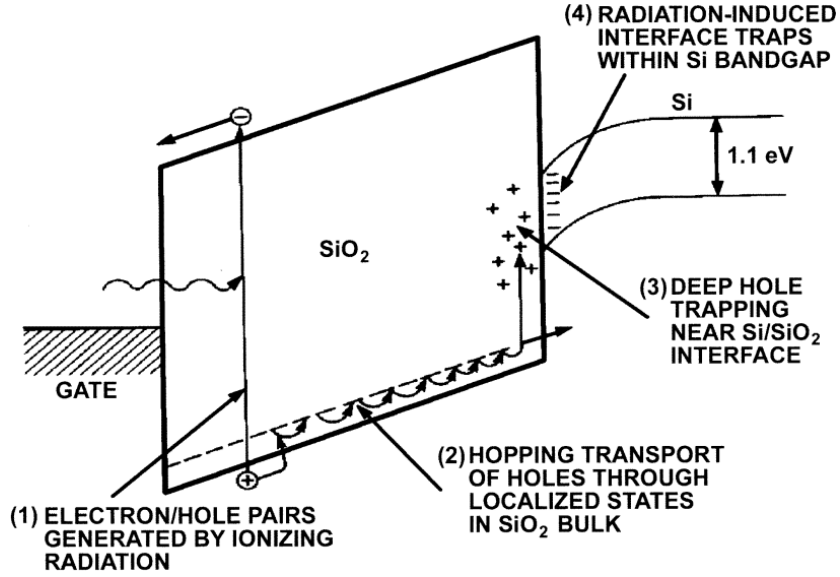 (4) RADIATION-INDUCED
INTERFACE TRAPS
WITHIN Si BANDGAP
Si
1.1 eV
SiO₂
(3) DEEP HOLE
TRAPPING
NEAR Si/SiO₂
INTERFACE
GATE
(2) HOPPING TRANSPORT
OF HOLES THROUGH
LOCALIZED STATES
IN SiO₂ BULK
(1) ELECTRON/HOLE PAIRS
GENERATED BY IONIZING
RADIATION